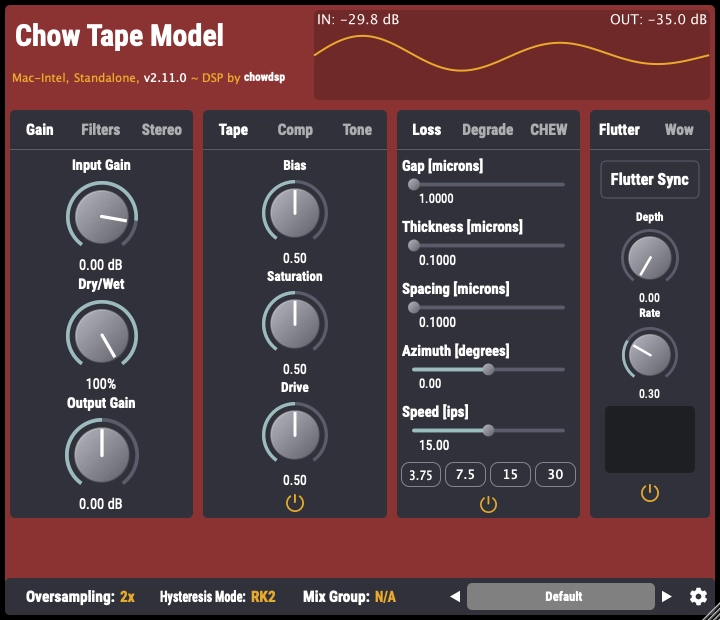 Chow Tape Model
IN: -29.8 dB
OUT: -35.0 dB
Mac-Intel, Standalone, v2.11.0 ~ DSP by chowdsp
Gain Filters Stereo
Input Gain
0.00 dB
Dry/Wet
100%
Output Gain
0.00 dB
Tape Comp Tone
Bias
0.50
Saturation
0.50
Drive
0.50
Loss Degrade CHEW
Gap [microns]
1.0000
Thickness [microns]
0.1000
Spacing [microns]
0.1000
Azimuth [degrees]
0.00
Speed [ips]
15.00
3.75 7.5 15 30
Flutter Wow
Flutter Sync
Depth
0.00
Rate
0.30
Oversampling: 2x Hysteresis Mode: RK2 Mix Group: N/A Default